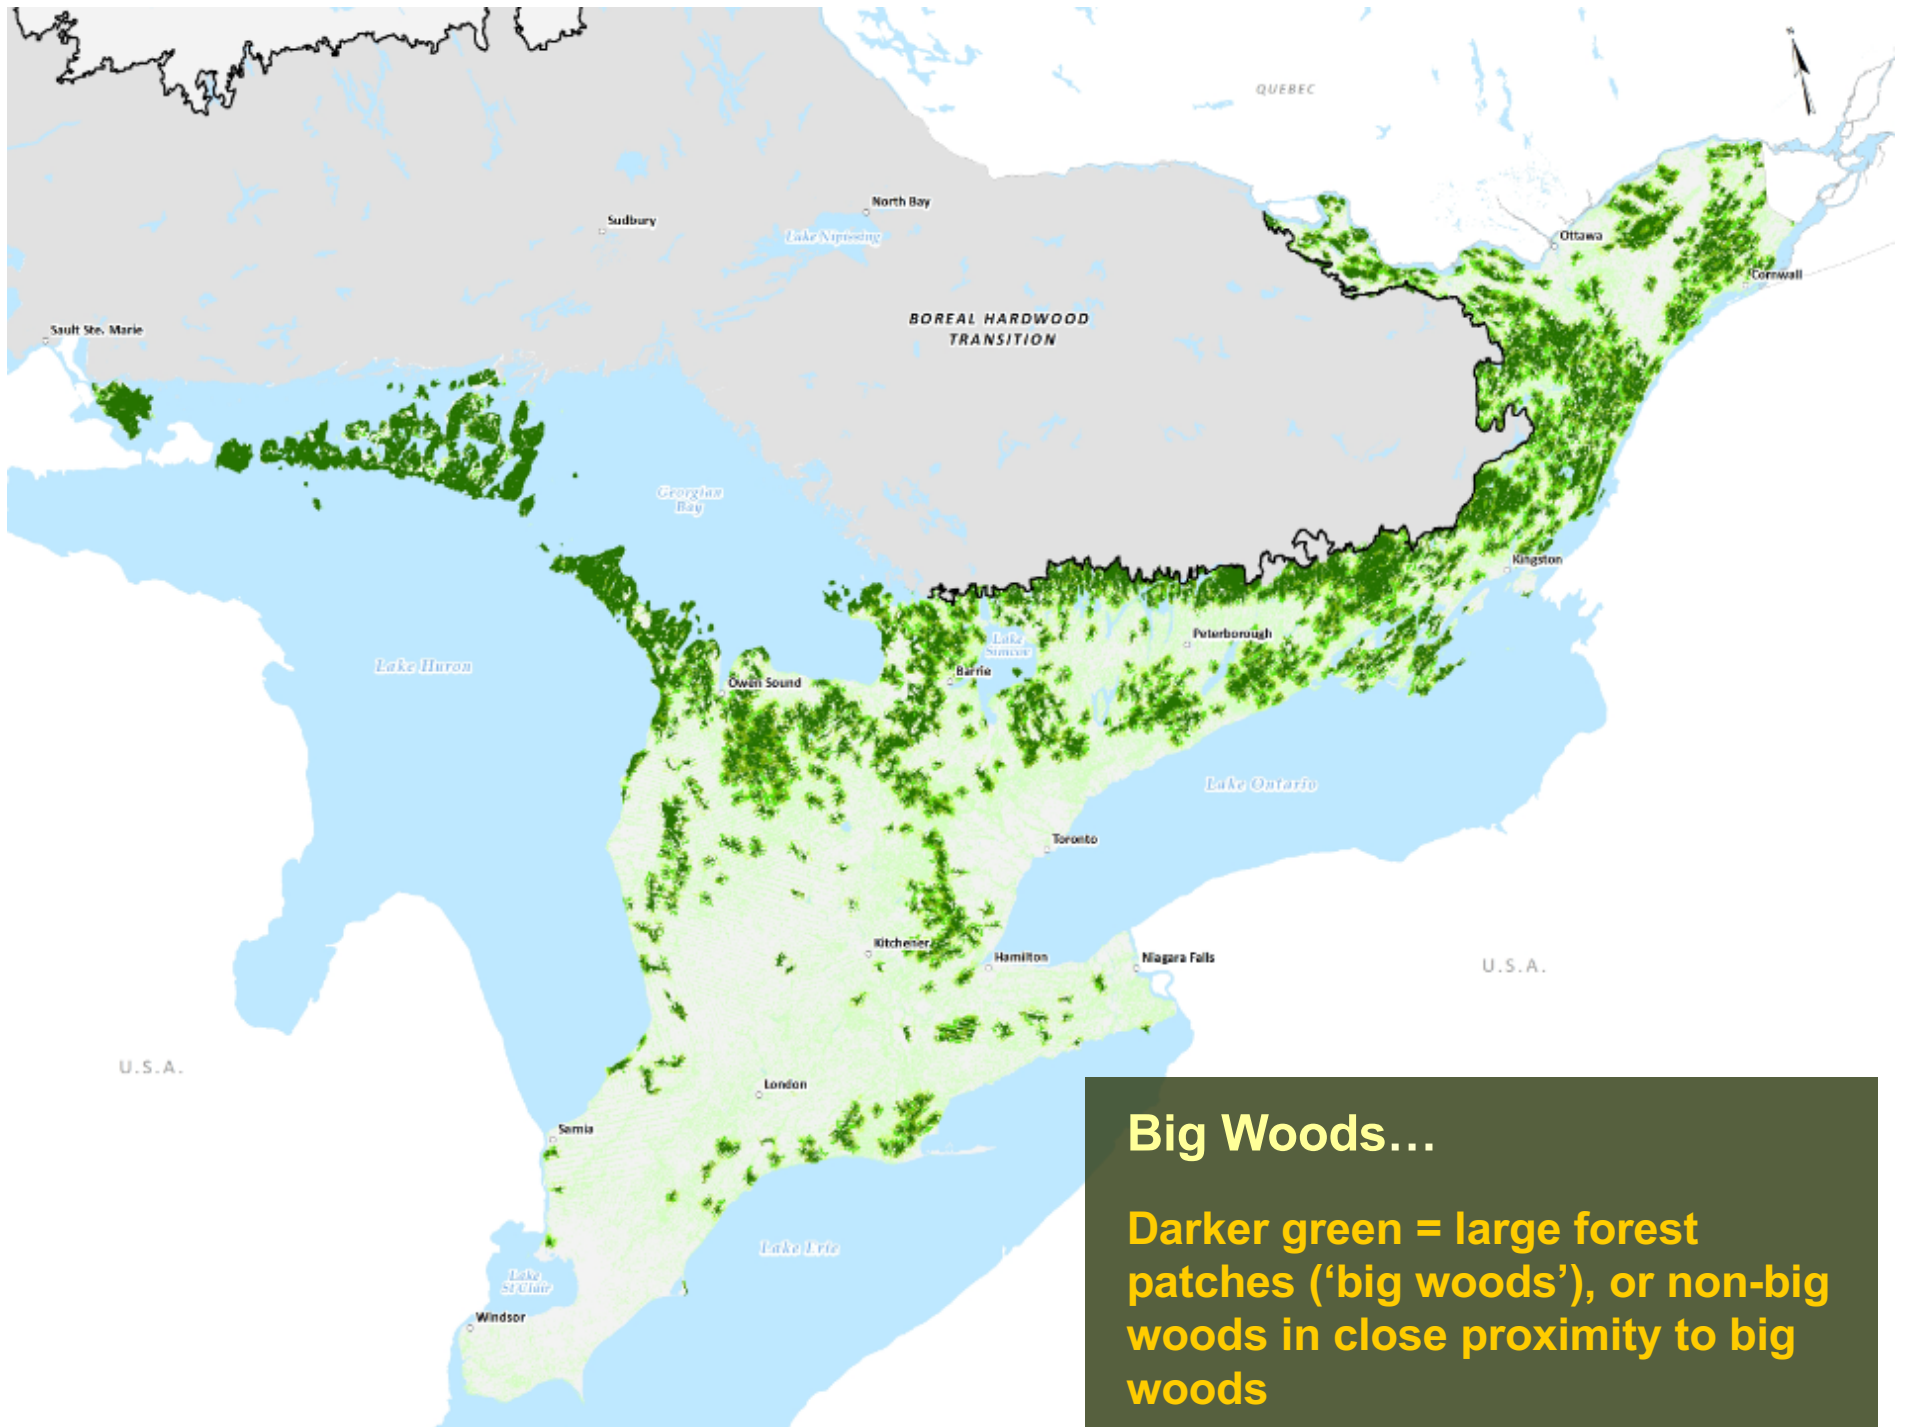 N
QUEBEC
North Bay
Sudbury
Lake Nipissing
Ottawa
Cornwall
BOREAL HARDWOOD
TRANSITION
Sault Ste. Marie
Georgian
Bay
Kingston
Lake
Simcoe
Peterborough
Lake Huron
Barrie
Owen Sound
Lake Ontario
Toronto
Kitchener
Hamilton
Niagara Falls
U.S.A.
U.S.A.
London
Sarnia
Lake Erie
Lake
St Clair
Windsor
Big Woods…
Darker green = large forest
patches (‘big woods’), or non-big
woods in close proximity to big
woods